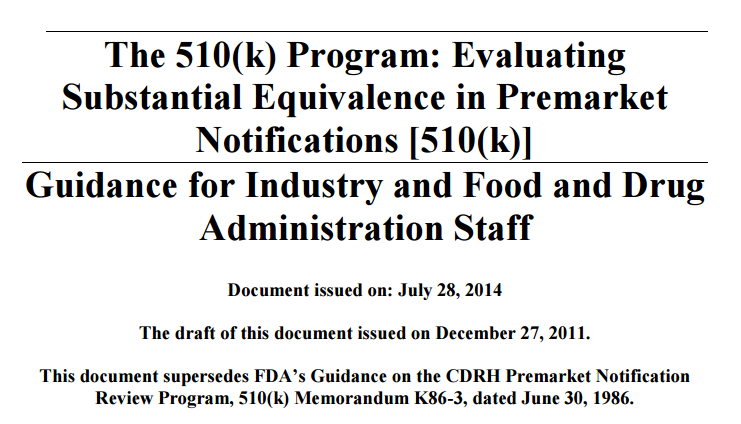 The 510(k) Program: Evaluating
Substantial Equivalence in Premarket
Notifications [510(k)]
Guidance for Industry and Food and Drug
Administration Staff
Document issued on: July 28, 2014
The draft of this document issued on December 27, 2011.
This document supersedes FDA’s Guidance on the CDRH Premarket Notification
Review Program, 510(k) Memorandum K86-3, dated June 30, 1986.